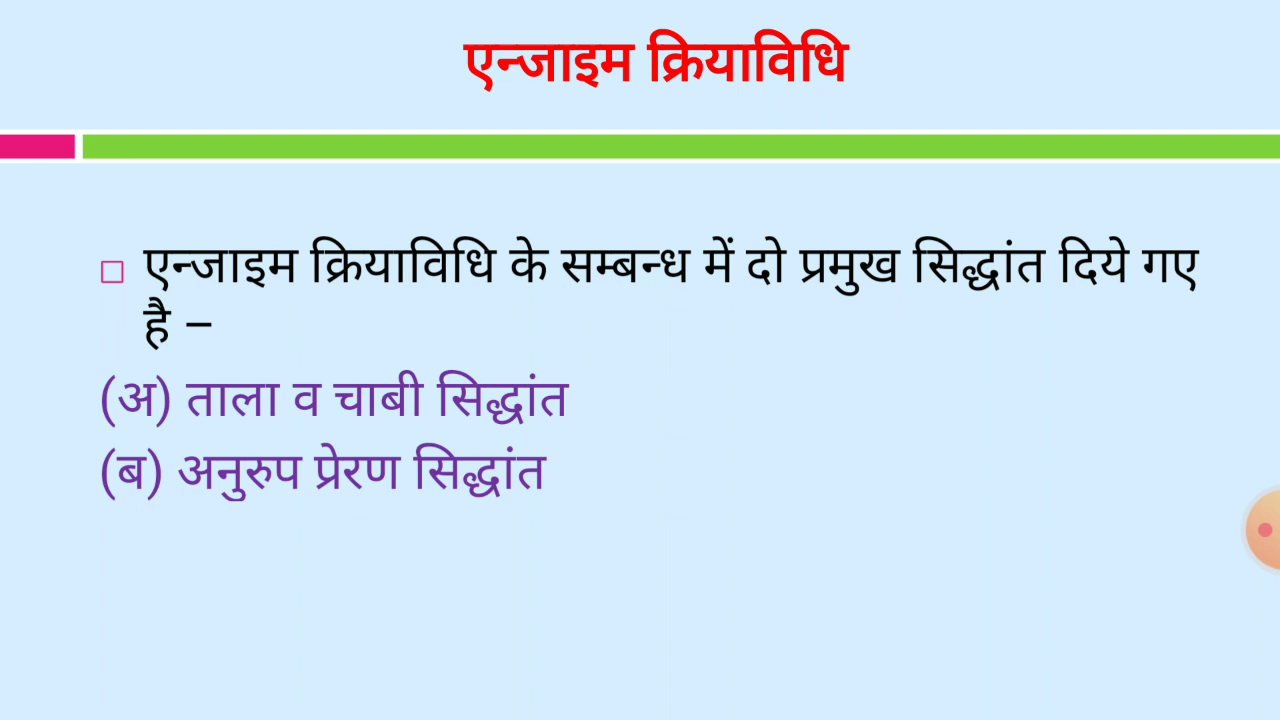 एन्जाइम क्रियाविधि
एन्जाइम क्रियाविधि के सम्बन्ध में दो प्रमुख सिद्धांत दिये गए
है –
(अ) ताला व चाबी सिद्धांत
(ब) अनुरुप प्रेरण सिद्धांत